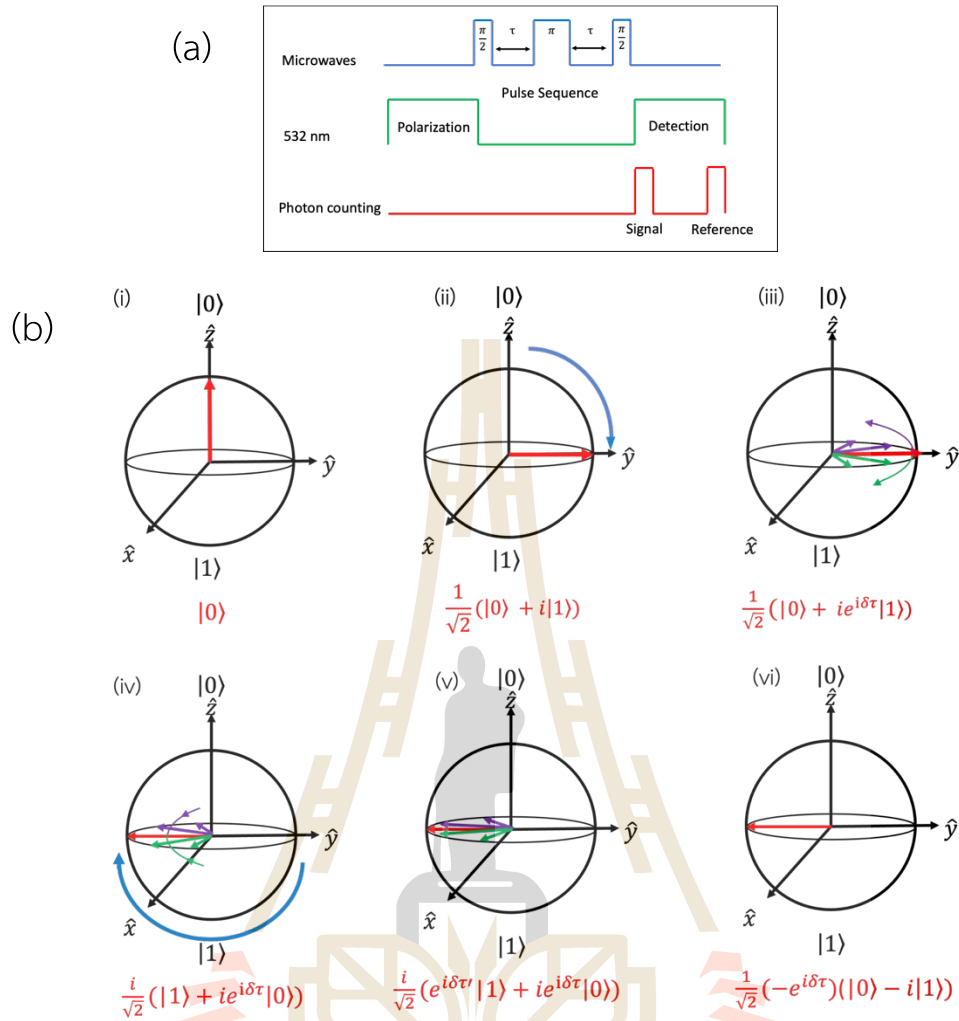 (a)
π/2 τ π τ π/2
Microwaves
Pulse Sequence
532 nm
Polarization
Detection
Photon counting
Signal
Reference
(b)
(i)
|0⟩
ẑ
ŷ
x̂
|1⟩
|0⟩
(ii)
|0⟩
ẑ
ŷ
x̂
|1⟩
1/√2 (|0⟩ + i|1⟩)
(iii)
|0⟩
ẑ
ŷ
x̂
|1⟩
1/√2 (|0⟩ + ie^{iδτ}|1⟩)
(iv)
|0⟩
ẑ
ŷ
x̂
|1⟩
i/√2 (|1⟩ + ie^{iδτ}|0⟩)
(v)
|0⟩
ẑ
ŷ
x̂
|1⟩
i/√2 (e^{iδτ′}|1⟩ + ie^{iδτ}|0⟩)
(vi)
|0⟩
ẑ
ŷ
x̂
|1⟩
1/√2 (−e^{iδτ})(|0⟩ − i|1⟩)